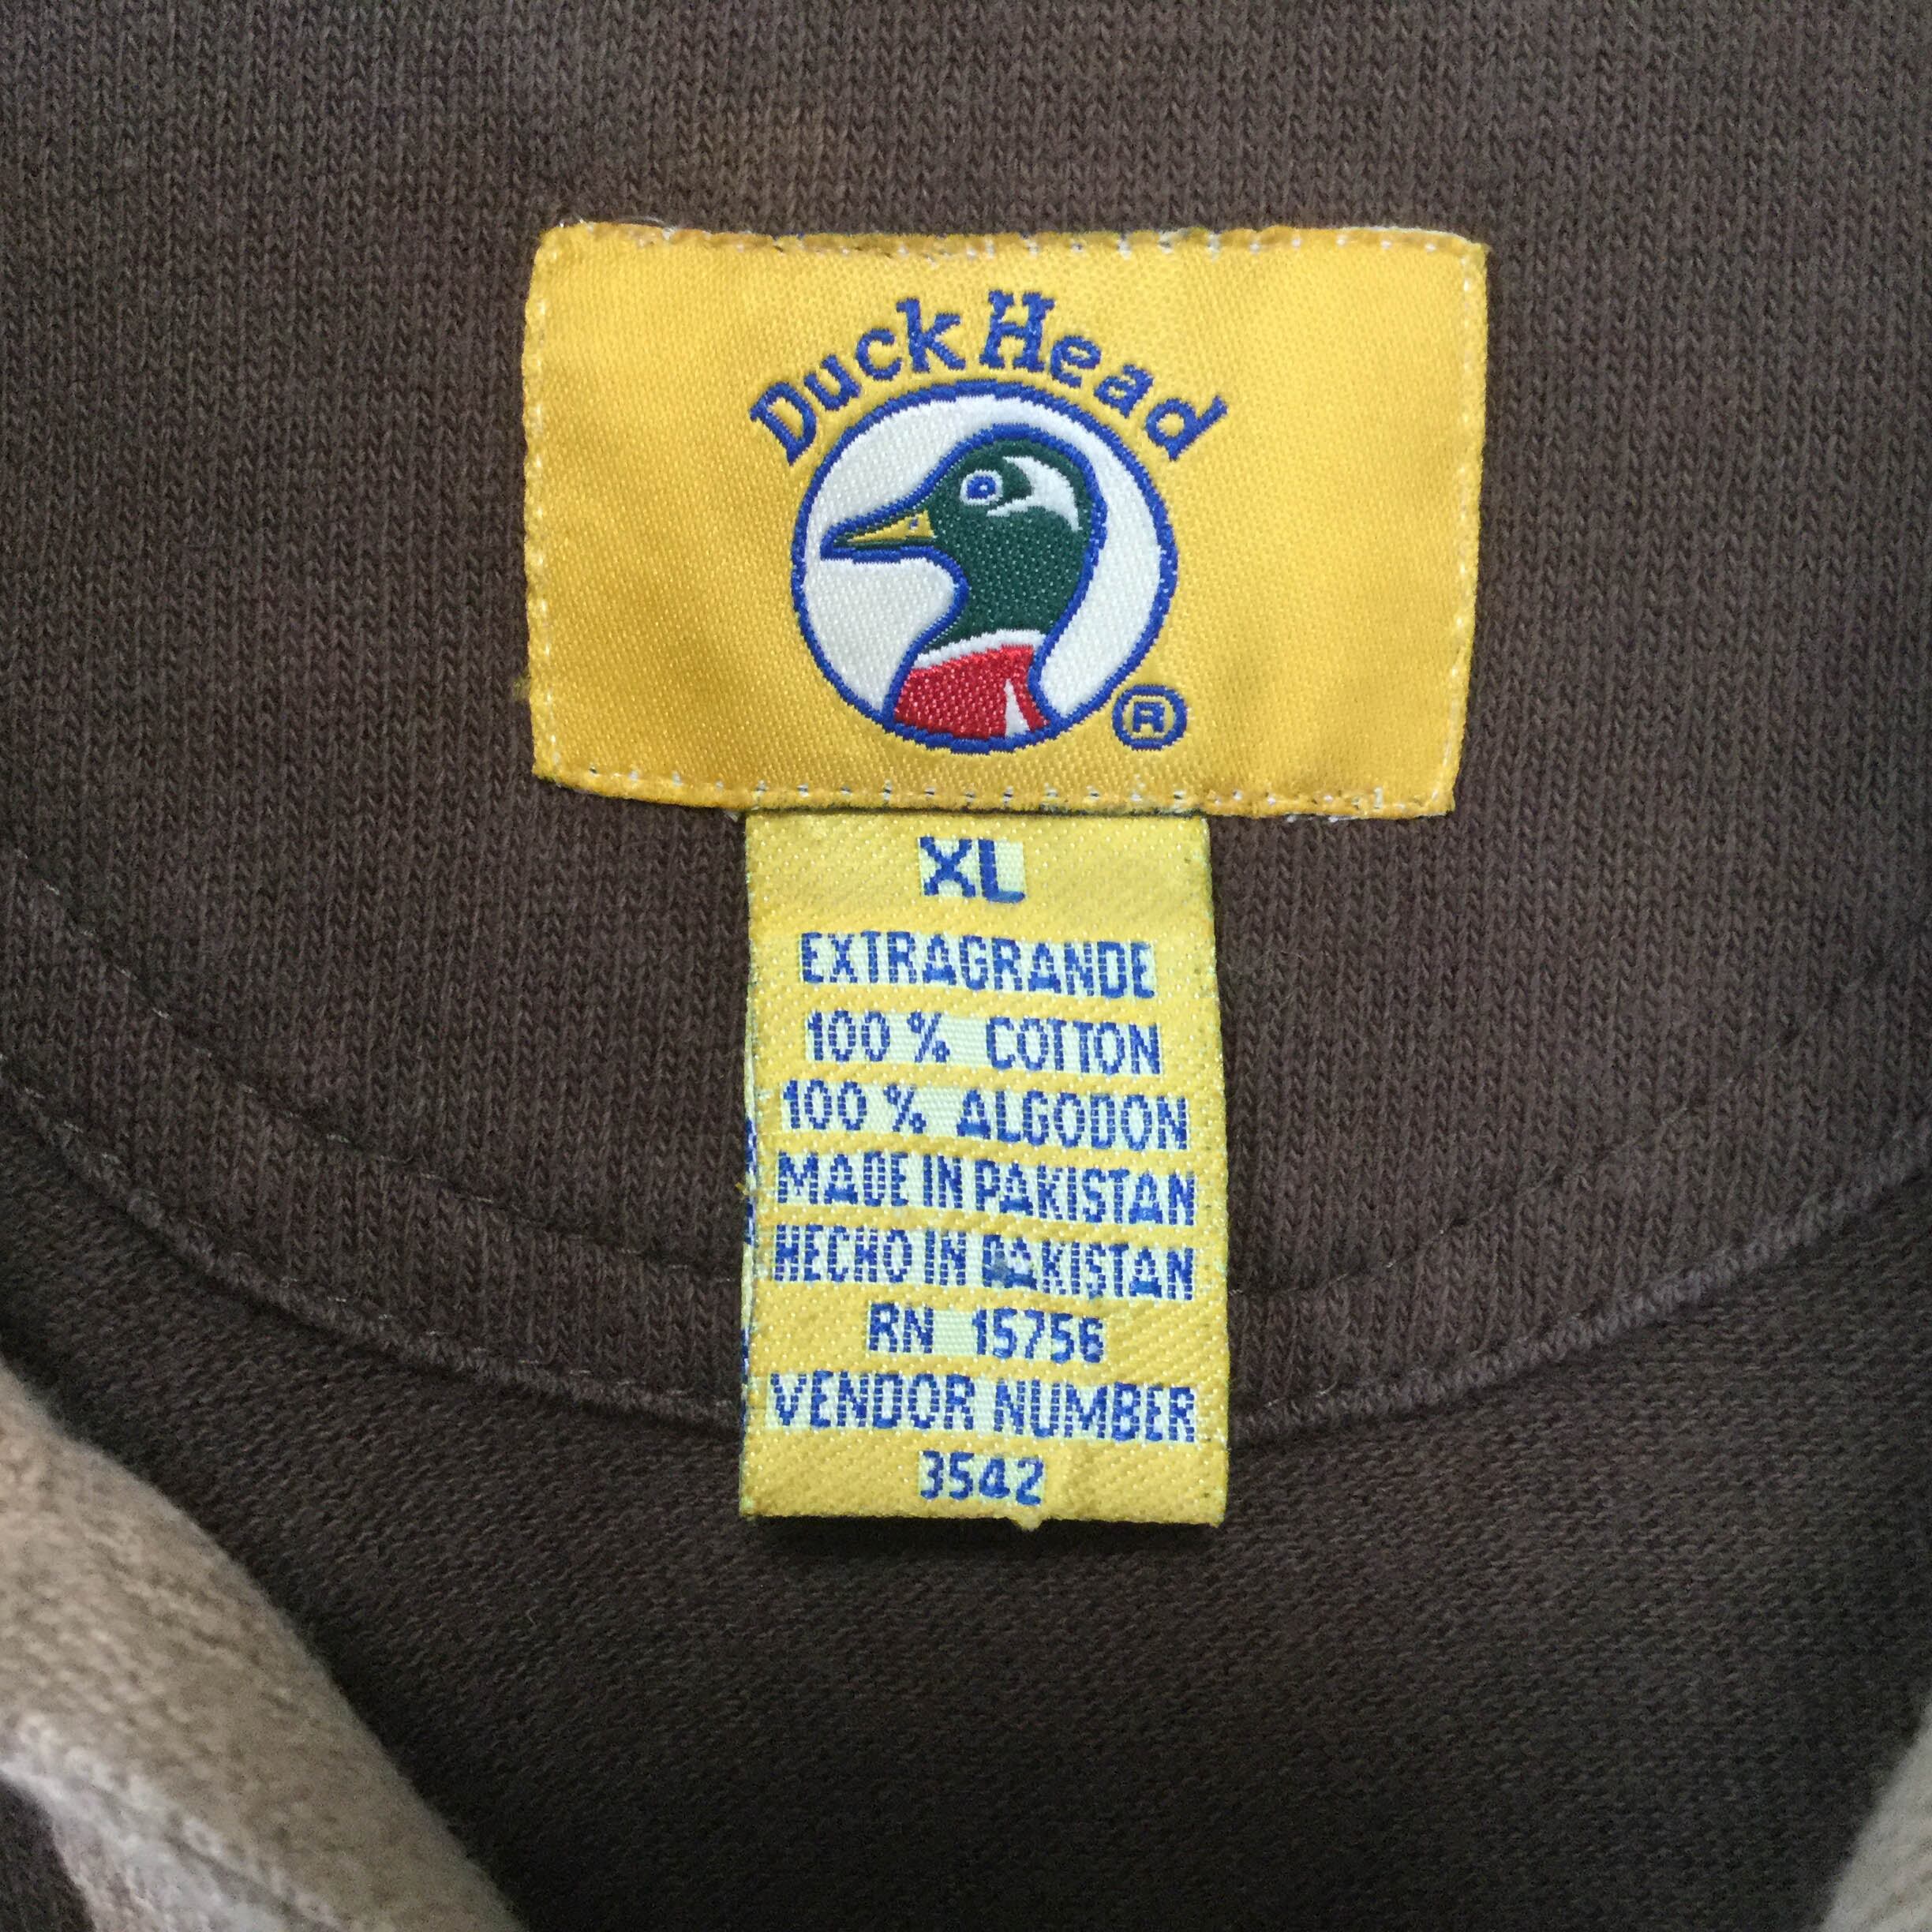 Duck Head
®
XL
EXTRAGRANDE
100 % COTTON
100 % ALGODON
MADE IN PAKISTAN
HECHO IN PAKISTAN
RN 15756
VENDOR NUMBER
3542